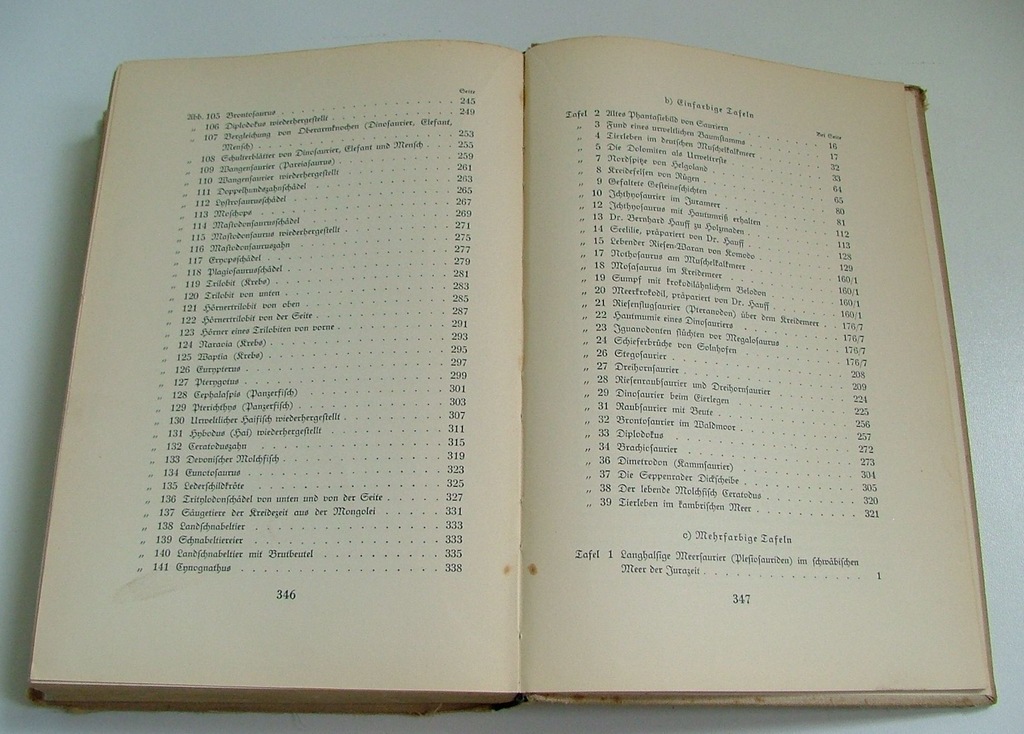 Seite
Abb. 105 Brontosaurus . . . 245
„ 106 Diplodokus wiederhergestellt . . . 249
„ 107 Vergleichung von Oberarmknochen (Dinosaurier, Elefant,
Mensch) . . . 253
„ 108 Schulterblätter von Dinosaurier, Elefant und Mensch . . . 255
„ 109 Wangensaurier (Pareiasaurus) . . . 259
„ 110 Wangensaurier wiederhergestellt . . . 261
„ 111 Doppelhundezahnschädel . . . 263
„ 112 Lystrosaurusschädel . . . 265
„ 113 Moschops . . . 267
„ 114 Mastodonsaurusschädel . . . 269
„ 115 Mastodonsaurus wiederhergestellt . . . 271
„ 116 Mastodonsauruszahn . . . 275
„ 117 Eryopsschädel . . . 277
„ 118 Plagiosaurusschädel . . . 279
„ 119 Trilobit (Krebs) . . . 281
„ 120 Trilobit von unten . . . 283
„ 121 Hörnertrilobit von oben . . . 285
„ 122 Hörnertrilobit von der Seite . . . 287
„ 123 Hörner eines Trilobiten von vorne . . . 291
„ 124 Naraoia (Krebs) . . . 293
„ 125 Waptia (Krebs) . . . 295
„ 126 Eurypterus . . . 297
„ 127 Pterygotus . . . 299
„ 128 Cephalaspis (Panzerfisch) . . . 301
„ 129 Pterichthys (Panzerfisch) . . . 303
„ 130 Urweltlicher Haifisch wiederhergestellt . . . 307
„ 131 Hybodus (Hai) wiederhergestellt . . . 311
„ 132 Ceratoduszahn . . . 315
„ 133 Devonischer Molchfisch . . . 319
„ 134 Eunotosaurus . . . 323
„ 135 Lederschildkröte . . . 325
„ 136 Tritylodonschädel von unten und von der Seite . . . 327
„ 137 Säugetiere der Kreidezeit aus der Mongolei . . . 331
„ 138 Landschnabeltier . . . 333
„ 139 Schnabeltiereier . . . 333
„ 140 Landschnabeltier mit Brutbeutel . . . 335
„ 141 Cynognathus . . . 338
346
b) Einfarbige Tafeln
Bei Seite
Tafel 2 Altes Phantasiebild von Sauriern . . . 16
„ 3 Fund eines urweltlichen Baumstamms . . . 17
„ 4 Tierleben im deutschen Muschelkalkmeer . . . 32
„ 5 Die Dolomiten als Urweltreste . . . 33
„ 7 Nordspitze von Helgoland . . . 64
„ 8 Kreidefelsen von Rügen . . . 65
„ 9 Gefaltete Gesteinschichten . . . 80
„ 10 Ichthyosaurier im Jurameer . . . 81
„ 12 Ichthyosaurus mit Hautumriß erhalten . . . 112
„ 13 Dr. Bernhard Hauff zu Holzmaden . . . 113
„ 14 Seelilie, präpariert von Dr. Hauff . . . 128
„ 15 Lebender Riesen-Waran von Komodo . . . 129
„ 17 Nothosaurus am Muschelkalkmeer . . . 160/1
„ 18 Mosasaurus im Kreidemeer . . . 160/1
„ 19 Sumpf mit krokodilähnlichem Belodon . . . 160/1
„ 20 Meerkrokodil, präpariert von Dr. Hauff . . . 160/1
„ 21 Riesenflugsaurier (Pteranodon) über dem Kreidemeer . 176/7
„ 22 Hautmumie eines Dinosauriers . . . 176/7
„ 23 Iguanodonten flüchten vor Megalosaurus . . . 176/7
„ 24 Schieferbrüche von Solnhofen . . . 176/7
„ 26 Stegosaurier . . . 208
„ 27 Dreihornsaurier . . . 209
„ 28 Riesenraubsaurier und Dreihornsaurier . . . 224
„ 29 Dinosaurier beim Eierlegen . . . 225
„ 31 Raubsaurier mit Beute . . . 256
„ 32 Brontosaurier im Waldmoor . . . 257
„ 33 Diplodokus . . . 272
„ 34 Brachiosaurier . . . 273
„ 36 Dimetrodon (Kammsaurier) . . . 304
„ 37 Die Seppenrader Dickscheibe . . . 305
„ 38 Der lebende Molchfisch Ceratodus . . . 320
„ 39 Tierleben im kambrischen Meer . . . 321
c) Mehrfarbige Tafeln
Tafel 1 Langhalsige Meersaurier (Plesiosauriden) im schwäbischen
Meer der Jurazeit . . . 1
347